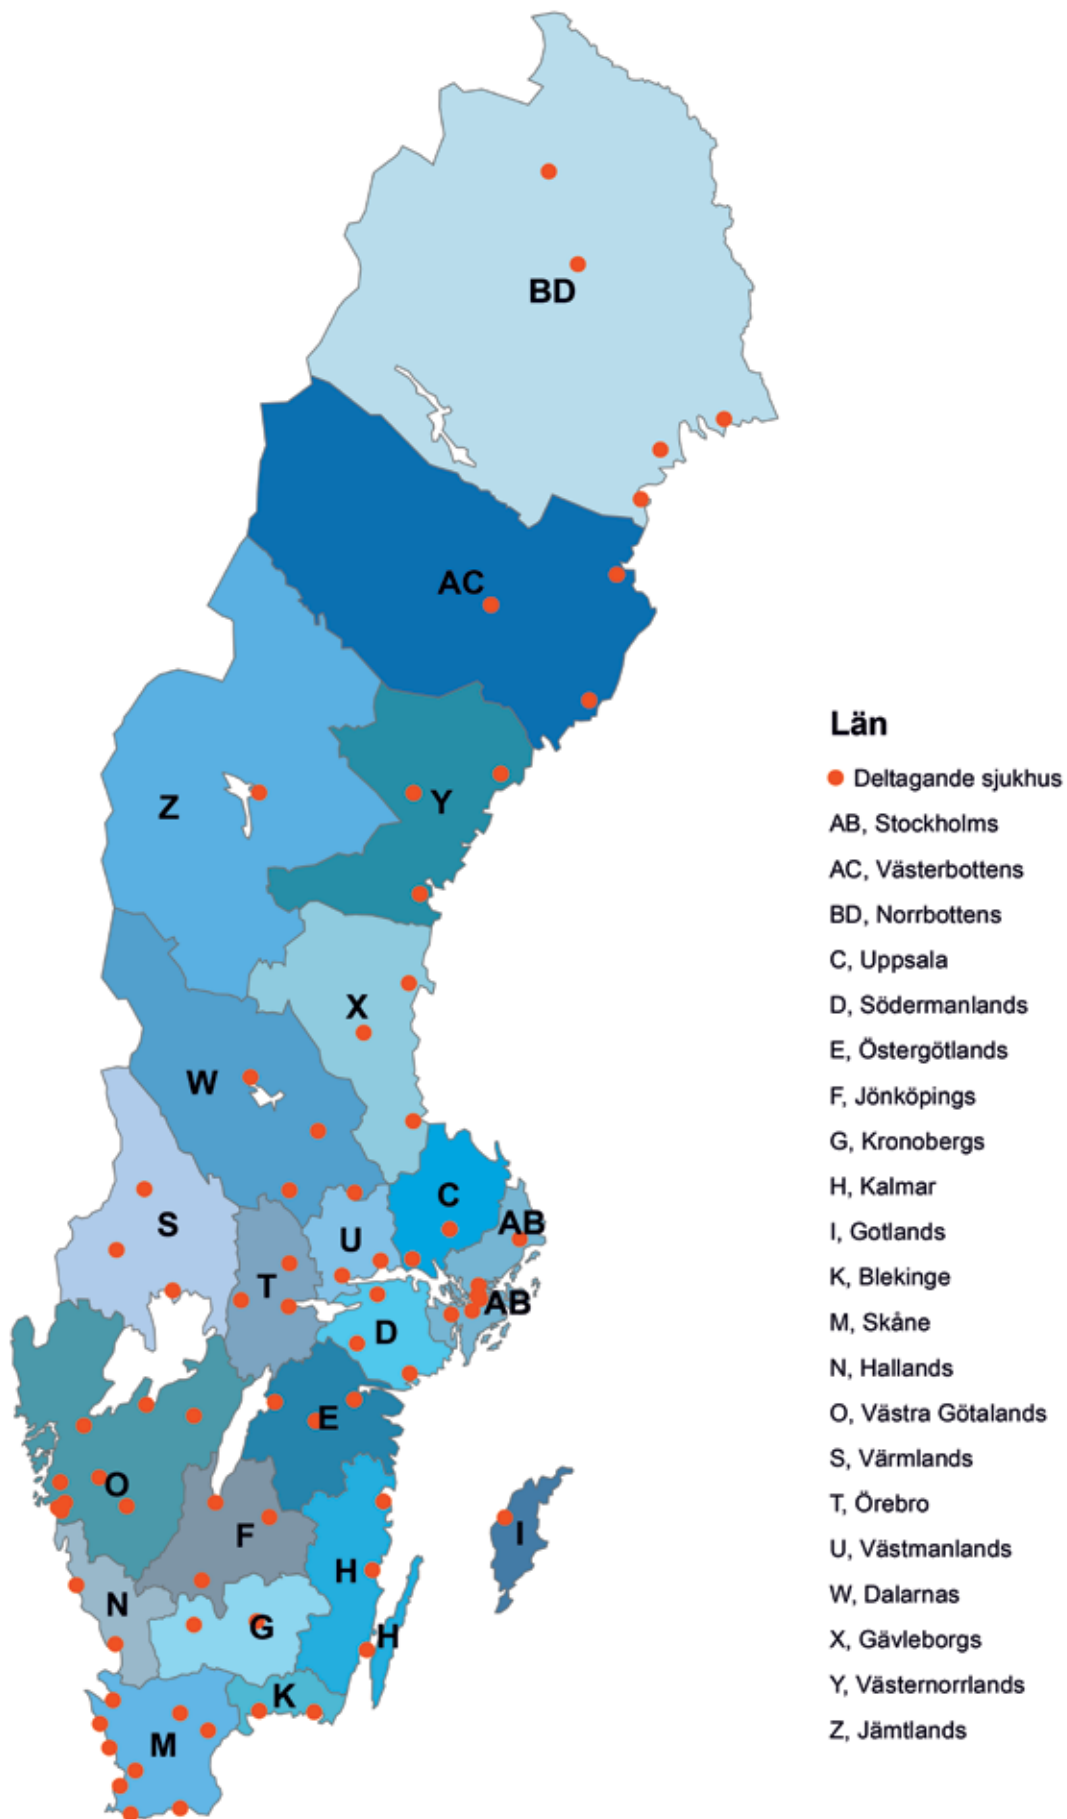 BD
AC
Z
Y
X
W
S
C
AB
U
T
AB
D
E
O
F
I
H
N
G
H
K
M
Län
Deltagande sjukhus
AB, Stockholms
AC, Västerbottens
BD, Norrbottens
C, Uppsala
D, Södermanlands
E, Östergötlands
F, Jönköpings
G, Kronobergs
H, Kalmar
I, Gotlands
K, Blekinge
M, Skåne
N, Hallands
O, Västra Götalands
S, Värmlands
T, Örebro
U, Västmanlands
W, Dalarnas
X, Gävleborgs
Y, Västernorrlands
Z, Jämtlands